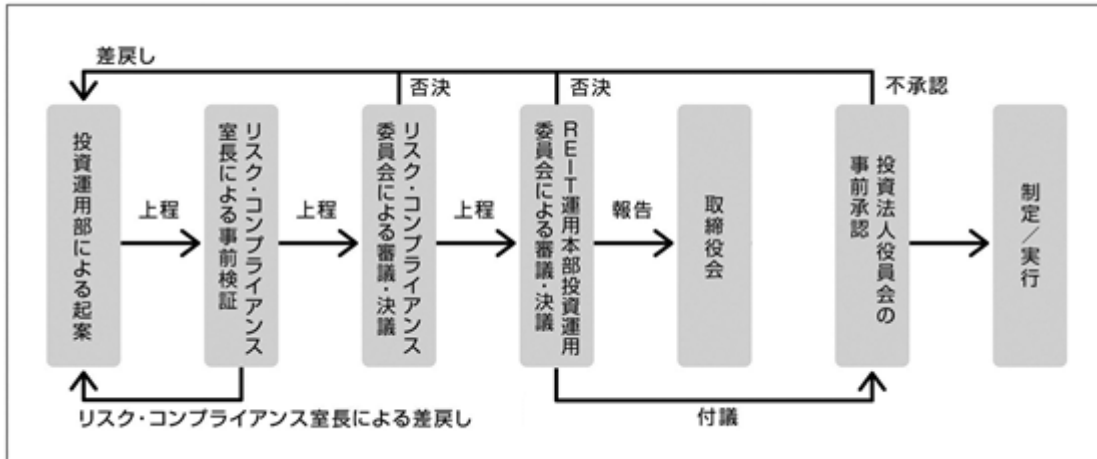 差戻し
否決
否決
不承認
投資運用部による起案
上程
リスク・コンプライアンス
室長による事前検証
上程
リスク・コンプライアンス
委員会による審議・決議
上程
REIT運用本部投資運用
委員会による審議・決議
報告
取締役会
投資法人役員会の
事前承認
制定／実行
リスク・コンプライアンス室長による差戻し
付議